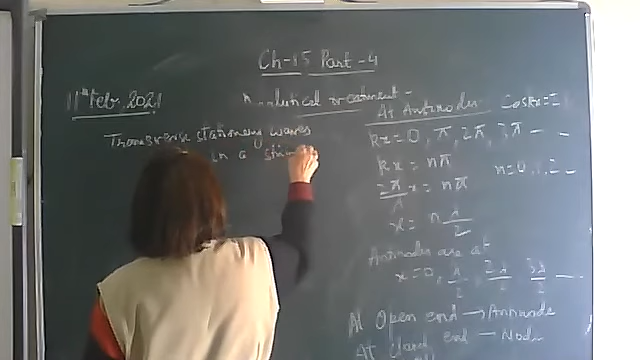 Ch-15 Part-4
11th Feb. 2021
Analytical treatment -
Transverse stationary waves
in a
At Antinodes Coskx = ±1
kx = 0, π, 2π, 3π - -
kx = nπ n = 0, 1, 2 -
2π/λ x = nπ
x = n λ/2
Antinodes are at
x = 0, λ/2, 2λ/2, 3λ/2 ---
At Open end → Antinode
At Closed end — Node